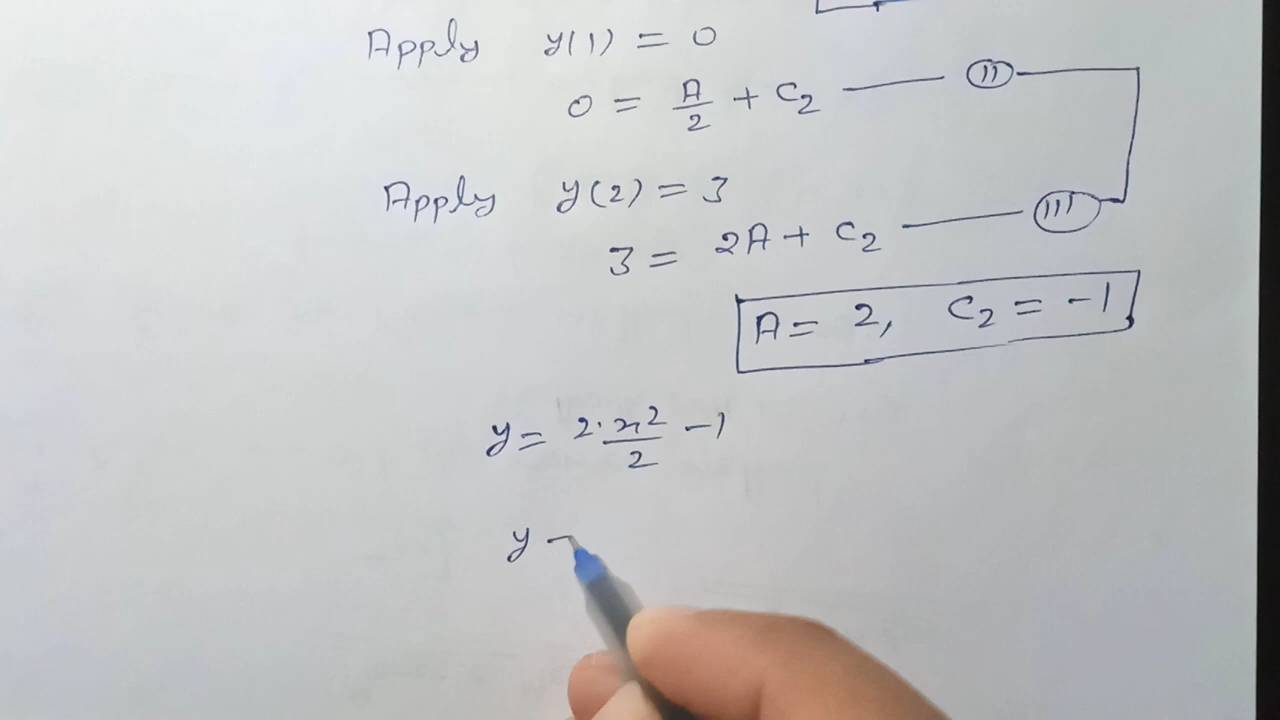 Apply y(1) = 0
0 = A/2 + C₂ —— (II)
Apply y(2) = 3
3 = 2A + C₂ —— (III)
A = 2, C₂ = -1
y = 2·x²/2 - 1
y -